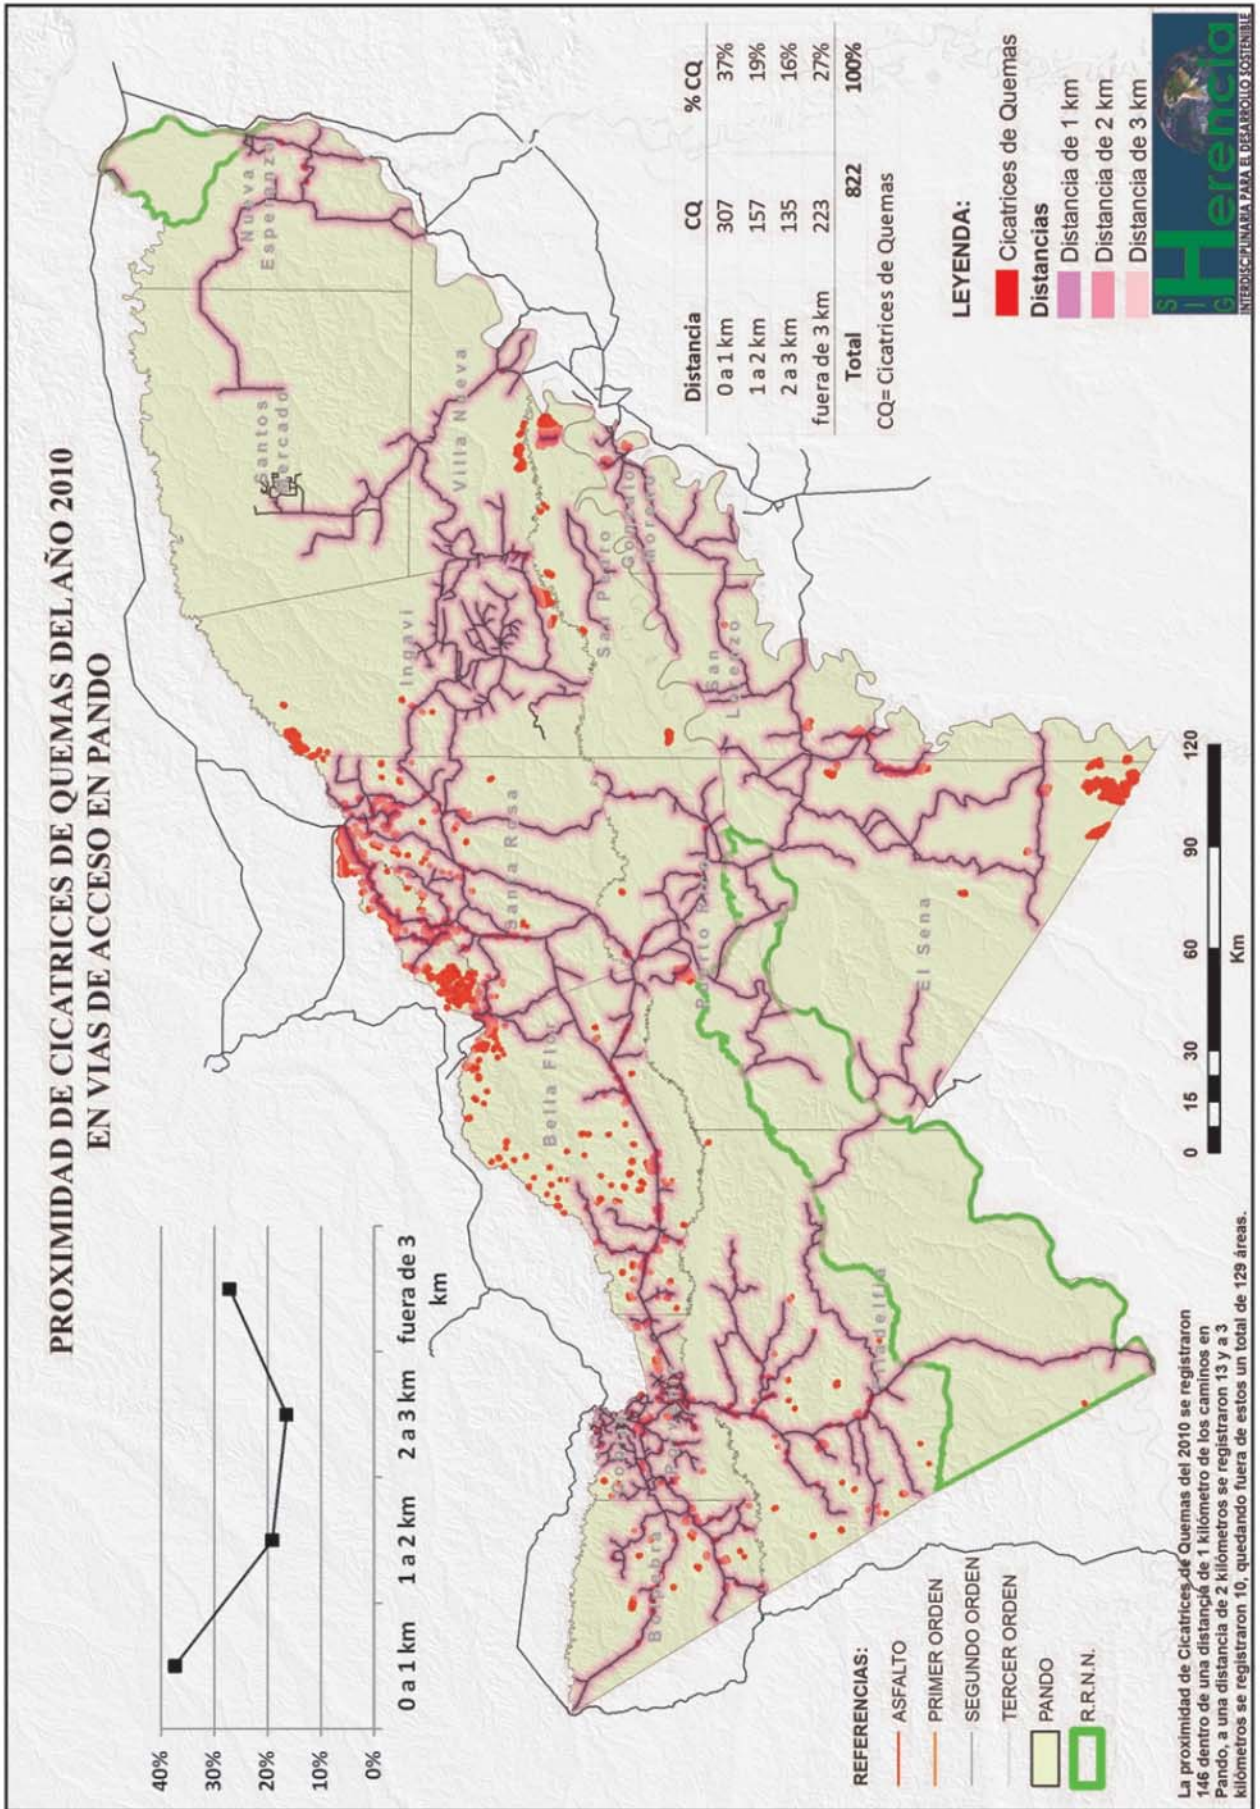 PROXIMIDAD DE CICATRICES DE QUEMAS DEL AÑO 2010
EN VIAS DE ACCESO EN PANDO
40%
30%
20%
10%
0%
0 a 1 km 1 a 2 km 2 a 3 km fuera de 3
km
Nueva
Esperanza
Santos
Mercado
Villa Nueva
Ingavi
San Pedro
Gonzalo
Moreno
San
Lorenzo
Santa Rosa
Puerto Rico
El Sena
Bella Flor
Filadelfia
Bolpebra
Distancia CQ % CQ
0 a 1 km 307 37%
1 a 2 km 157 19%
2 a 3 km 135 16%
fuera de 3 km 223 27%
Total 822 100%
CQ= Cicatrices de Quemas
LEYENDA:
Cicatrices de Quemas
Distancias
Distancia de 1 km
Distancia de 2 km
Distancia de 3 km
SIG
Herencia
INTERDISCIPLINARIA PARA EL DESARROLLO SOSTENIBLE
0 15 30 60 90 120
Km
REFERENCIAS:
ASFALTO
PRIMER ORDEN
SEGUNDO ORDEN
TERCER ORDEN
PANDO
R.R.N.N.
La proximidad de Cicatrices de Quemas del 2010 se registraron
146 dentro de una distancia de 1 kilómetro de los caminos en
Pando, a una distancia de 2 kilómetros se registraron 13 y a 3
kilómetros se registraron 10, quedando fuera de estos un total de 129 áreas.